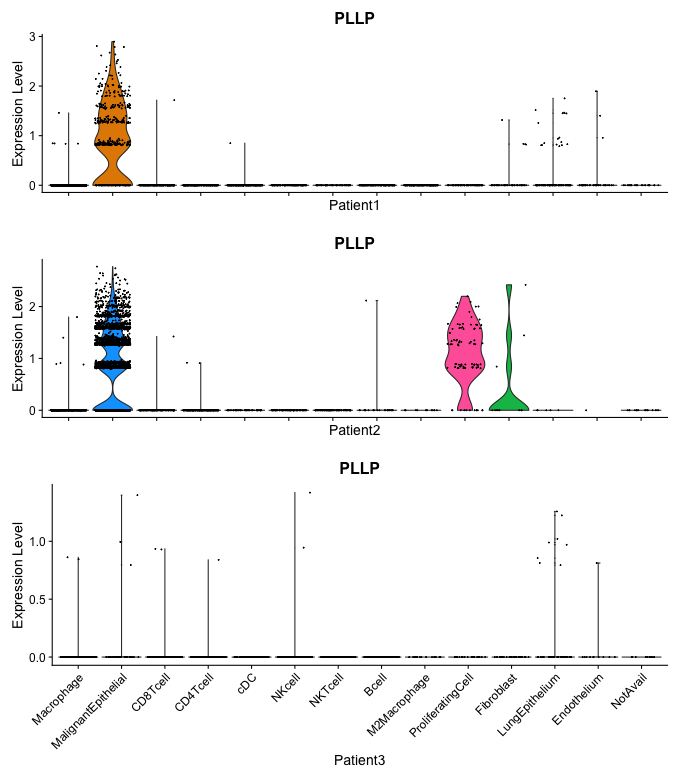 PLLP
Expression Level
3
2
1
0
Patient1
PLLP
Expression Level
2
1
0
Patient2
PLLP
Expression Level
1.0
0.5
0.0
Macrophage
MalignantEpithelial
CD8Tcell
CD4Tcell
cDC
NKcell
NKTcell
Bcell
M2Macrophage
ProliferatingCell
Fibroblast
LungEpithelium
Endothelium
NotAvail
Patient3